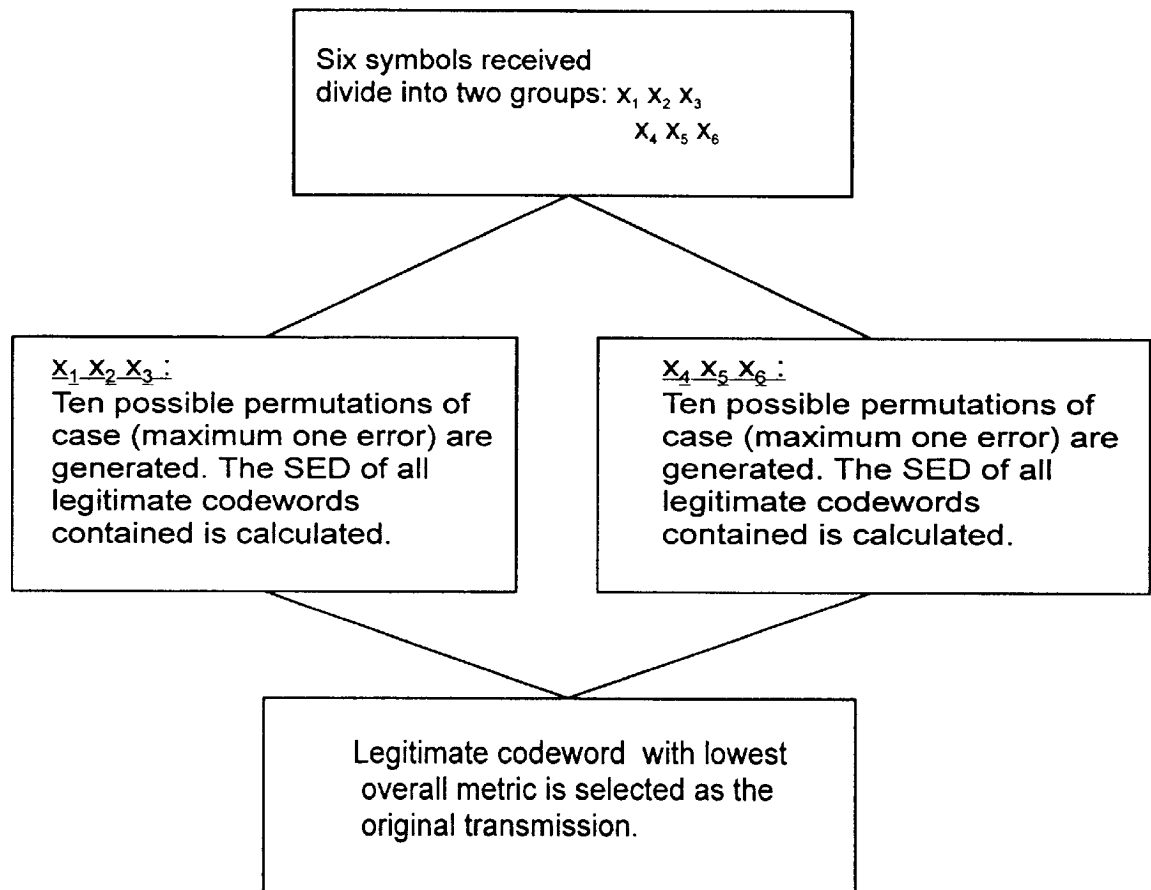 Six symbols received
divide into two groups: x₁ x₂ x₃
x₄ x₅ x₆
x₁ x₂ x₃ :
Ten possible permutations of
case (maximum one error) are
generated. The SED of all
legitimate codewords
contained is calculated.
x₄ x₅ x₆ :
Ten possible permutations of
case (maximum one error) are
generated. The SED of all
legitimate codewords
contained is calculated.
Legitimate codeword with lowest
overall metric is selected as the
original transmission.